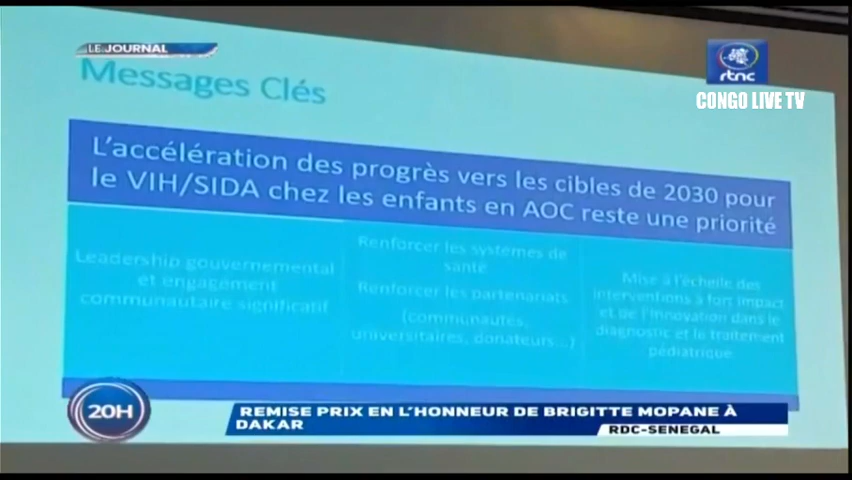 LE JOURNAL
rtnc
CONGO LIVE TV
Messages Clés
L'accélération des progrès vers les cibles de 2030 pour
le VIH/SIDA chez les enfants en AOC reste une priorité
Leadership gouvernemental
et engagement
communautaire significatif
Renforcer les systèmes de
santé
Renforcer les partenariats
(communautés,
universitaires, donateurs...)
Mise à l'échelle des
interventions à fort impact
et de l'Innovation dans le
diagnostic et le traitement
pédiatrique
20H
REMISE PRIX EN L'HONNEUR DE BRIGITTE MOPANE À
DAKAR
RDC-SENEGAL